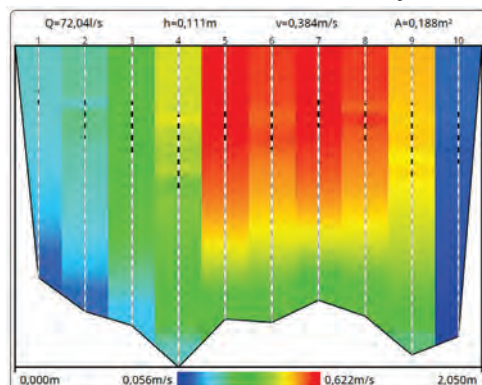 Q=72,04l/s h=0,111m v=0,384m/s A=0,188m²
1 2 3 4 5 6 7 8 9 10
0,000m 0,056m/s 0,622m/s 2,050m